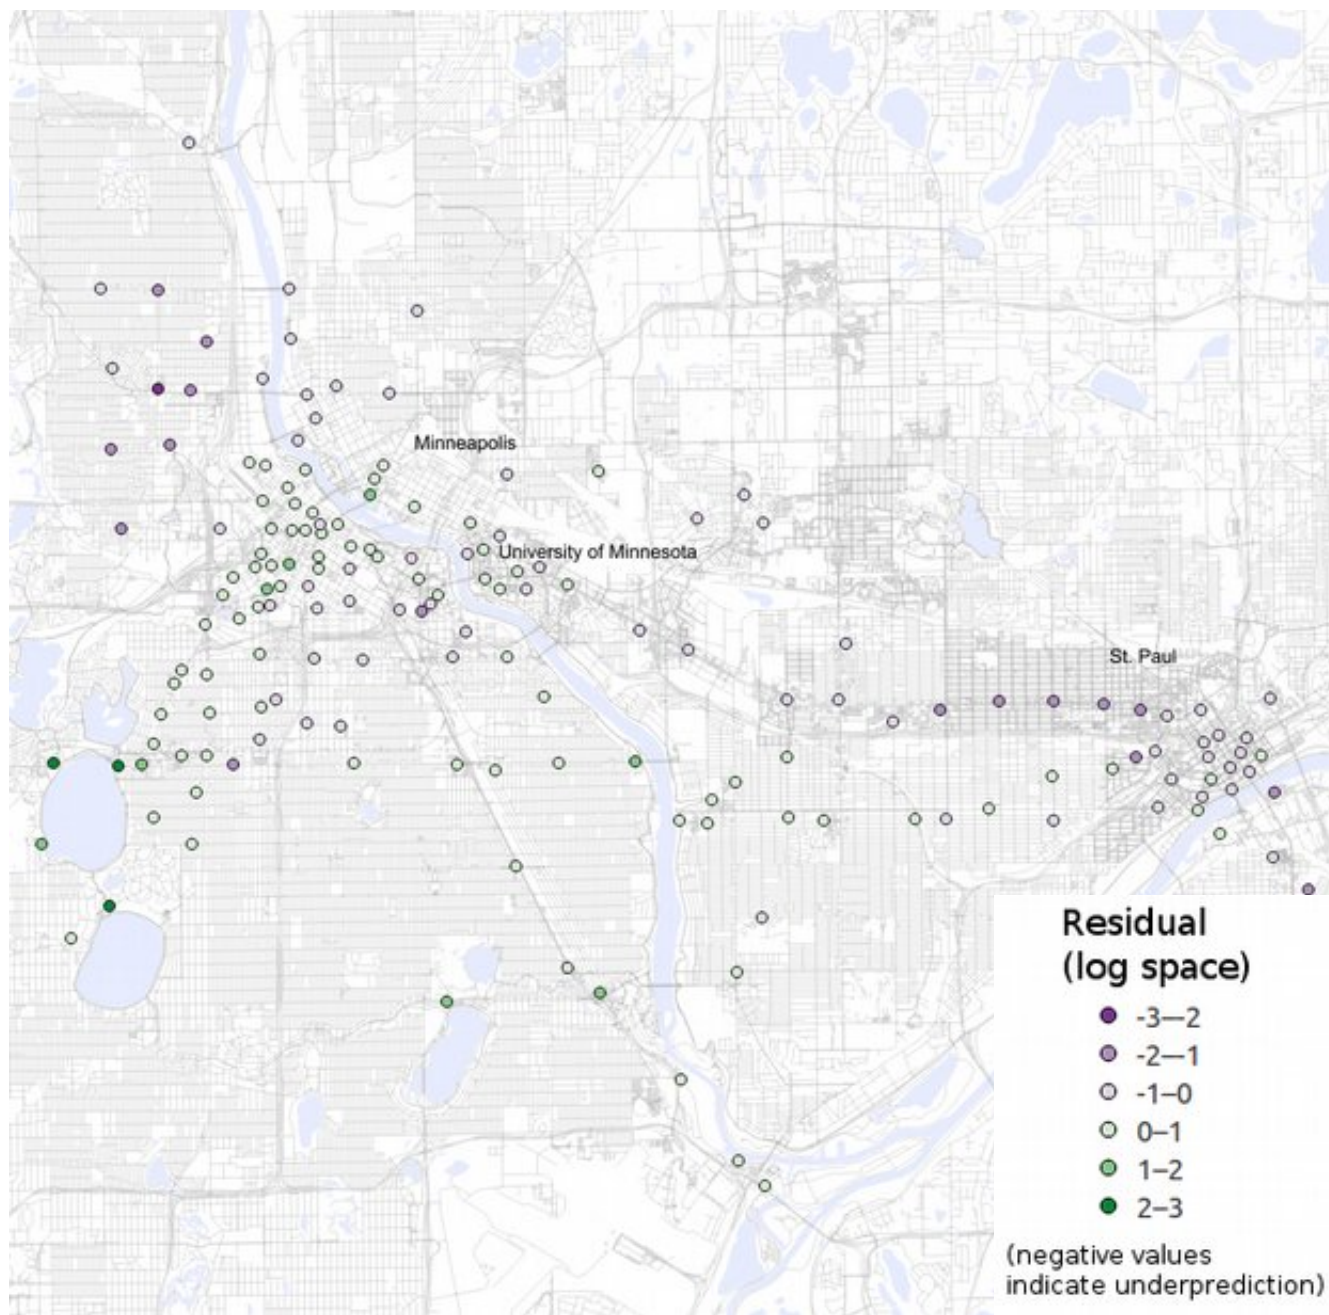 Minneapolis
University of Minnesota
St. Paul
Residual
(log space)
-3—2
-2—1
-1—0
0—1
1—2
2—3
(negative values
indicate underprediction)